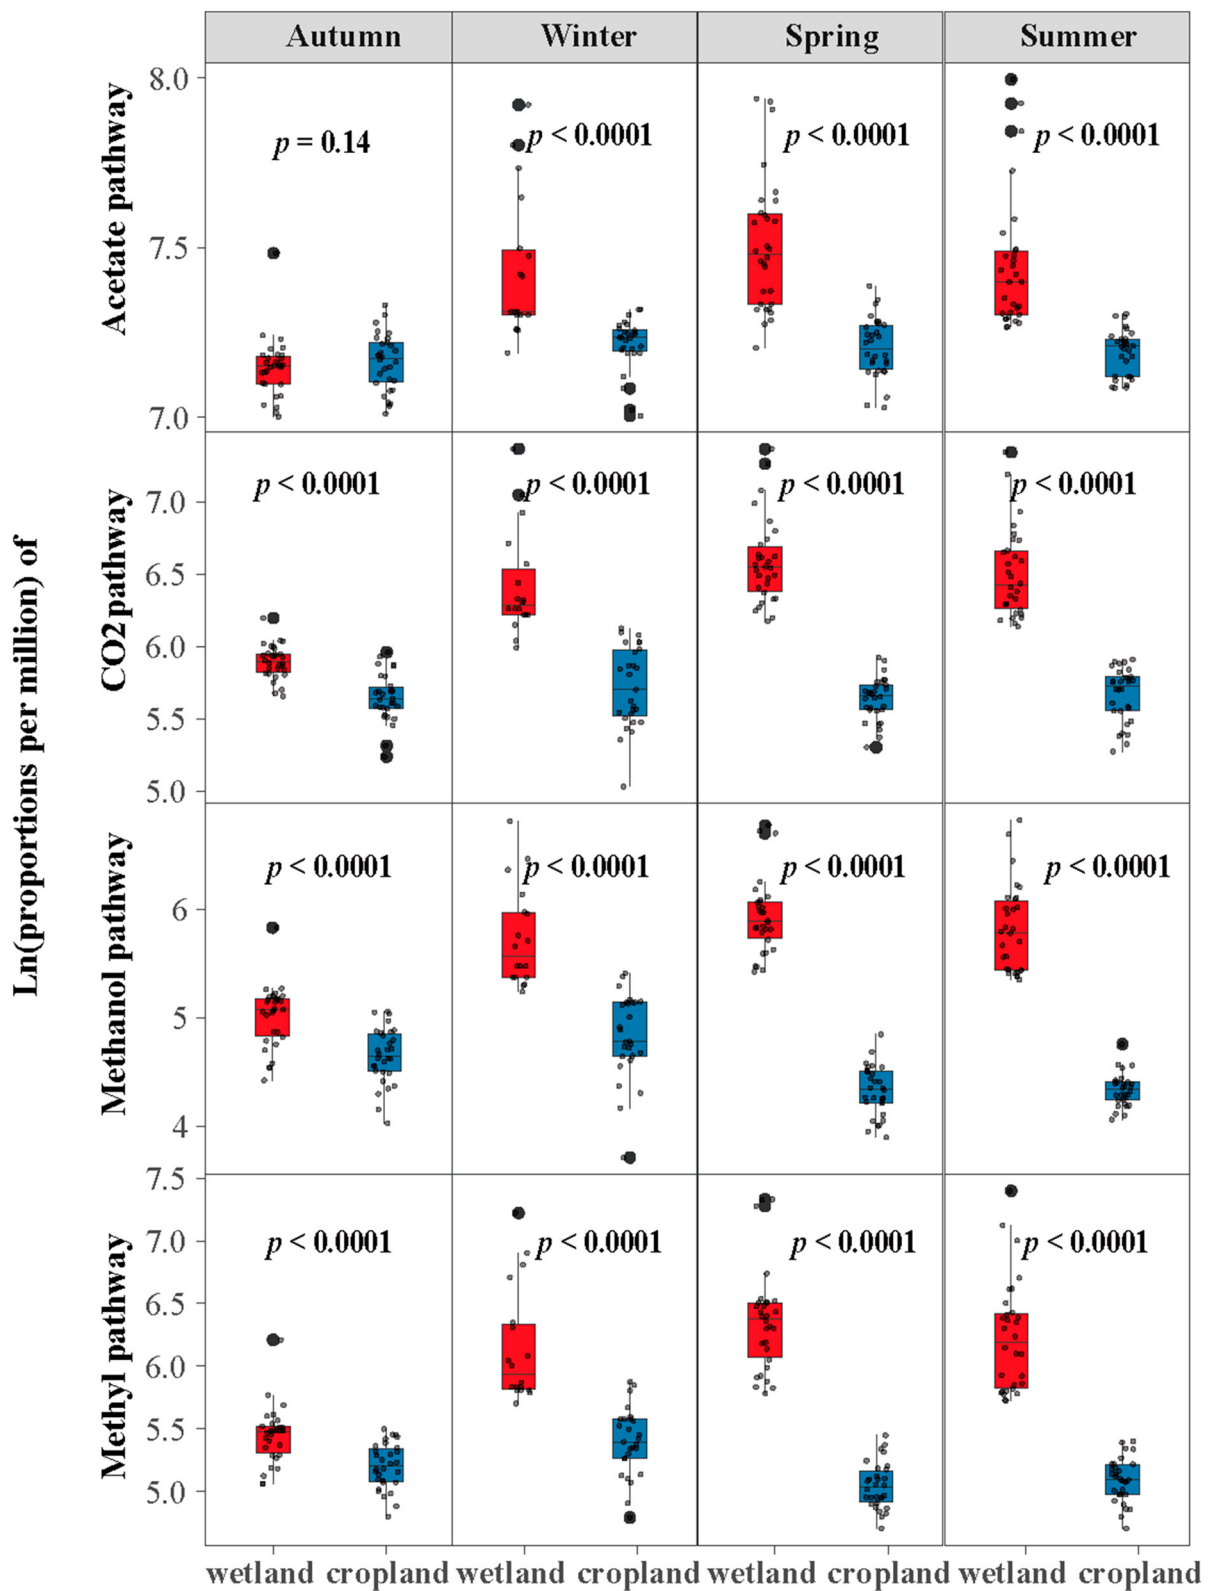 Autumn Winter Spring Summer
Ln(proportions per million) of
Acetate pathway
8.0
7.5
7.0
p = 0.14 p < 0.0001 p < 0.0001 p < 0.0001
CO2 pathway
7.0
6.5
6.0
5.5
5.0
p < 0.0001 p < 0.0001 p < 0.0001 p < 0.0001
Methanol pathway
6
5
4
p < 0.0001 p < 0.0001 p < 0.0001 p < 0.0001
Methyl pathway
7.5
7.0
6.5
6.0
5.5
5.0
p < 0.0001 p < 0.0001 p < 0.0001 p < 0.0001
wetland cropland wetland cropland wetland cropland wetland cropland